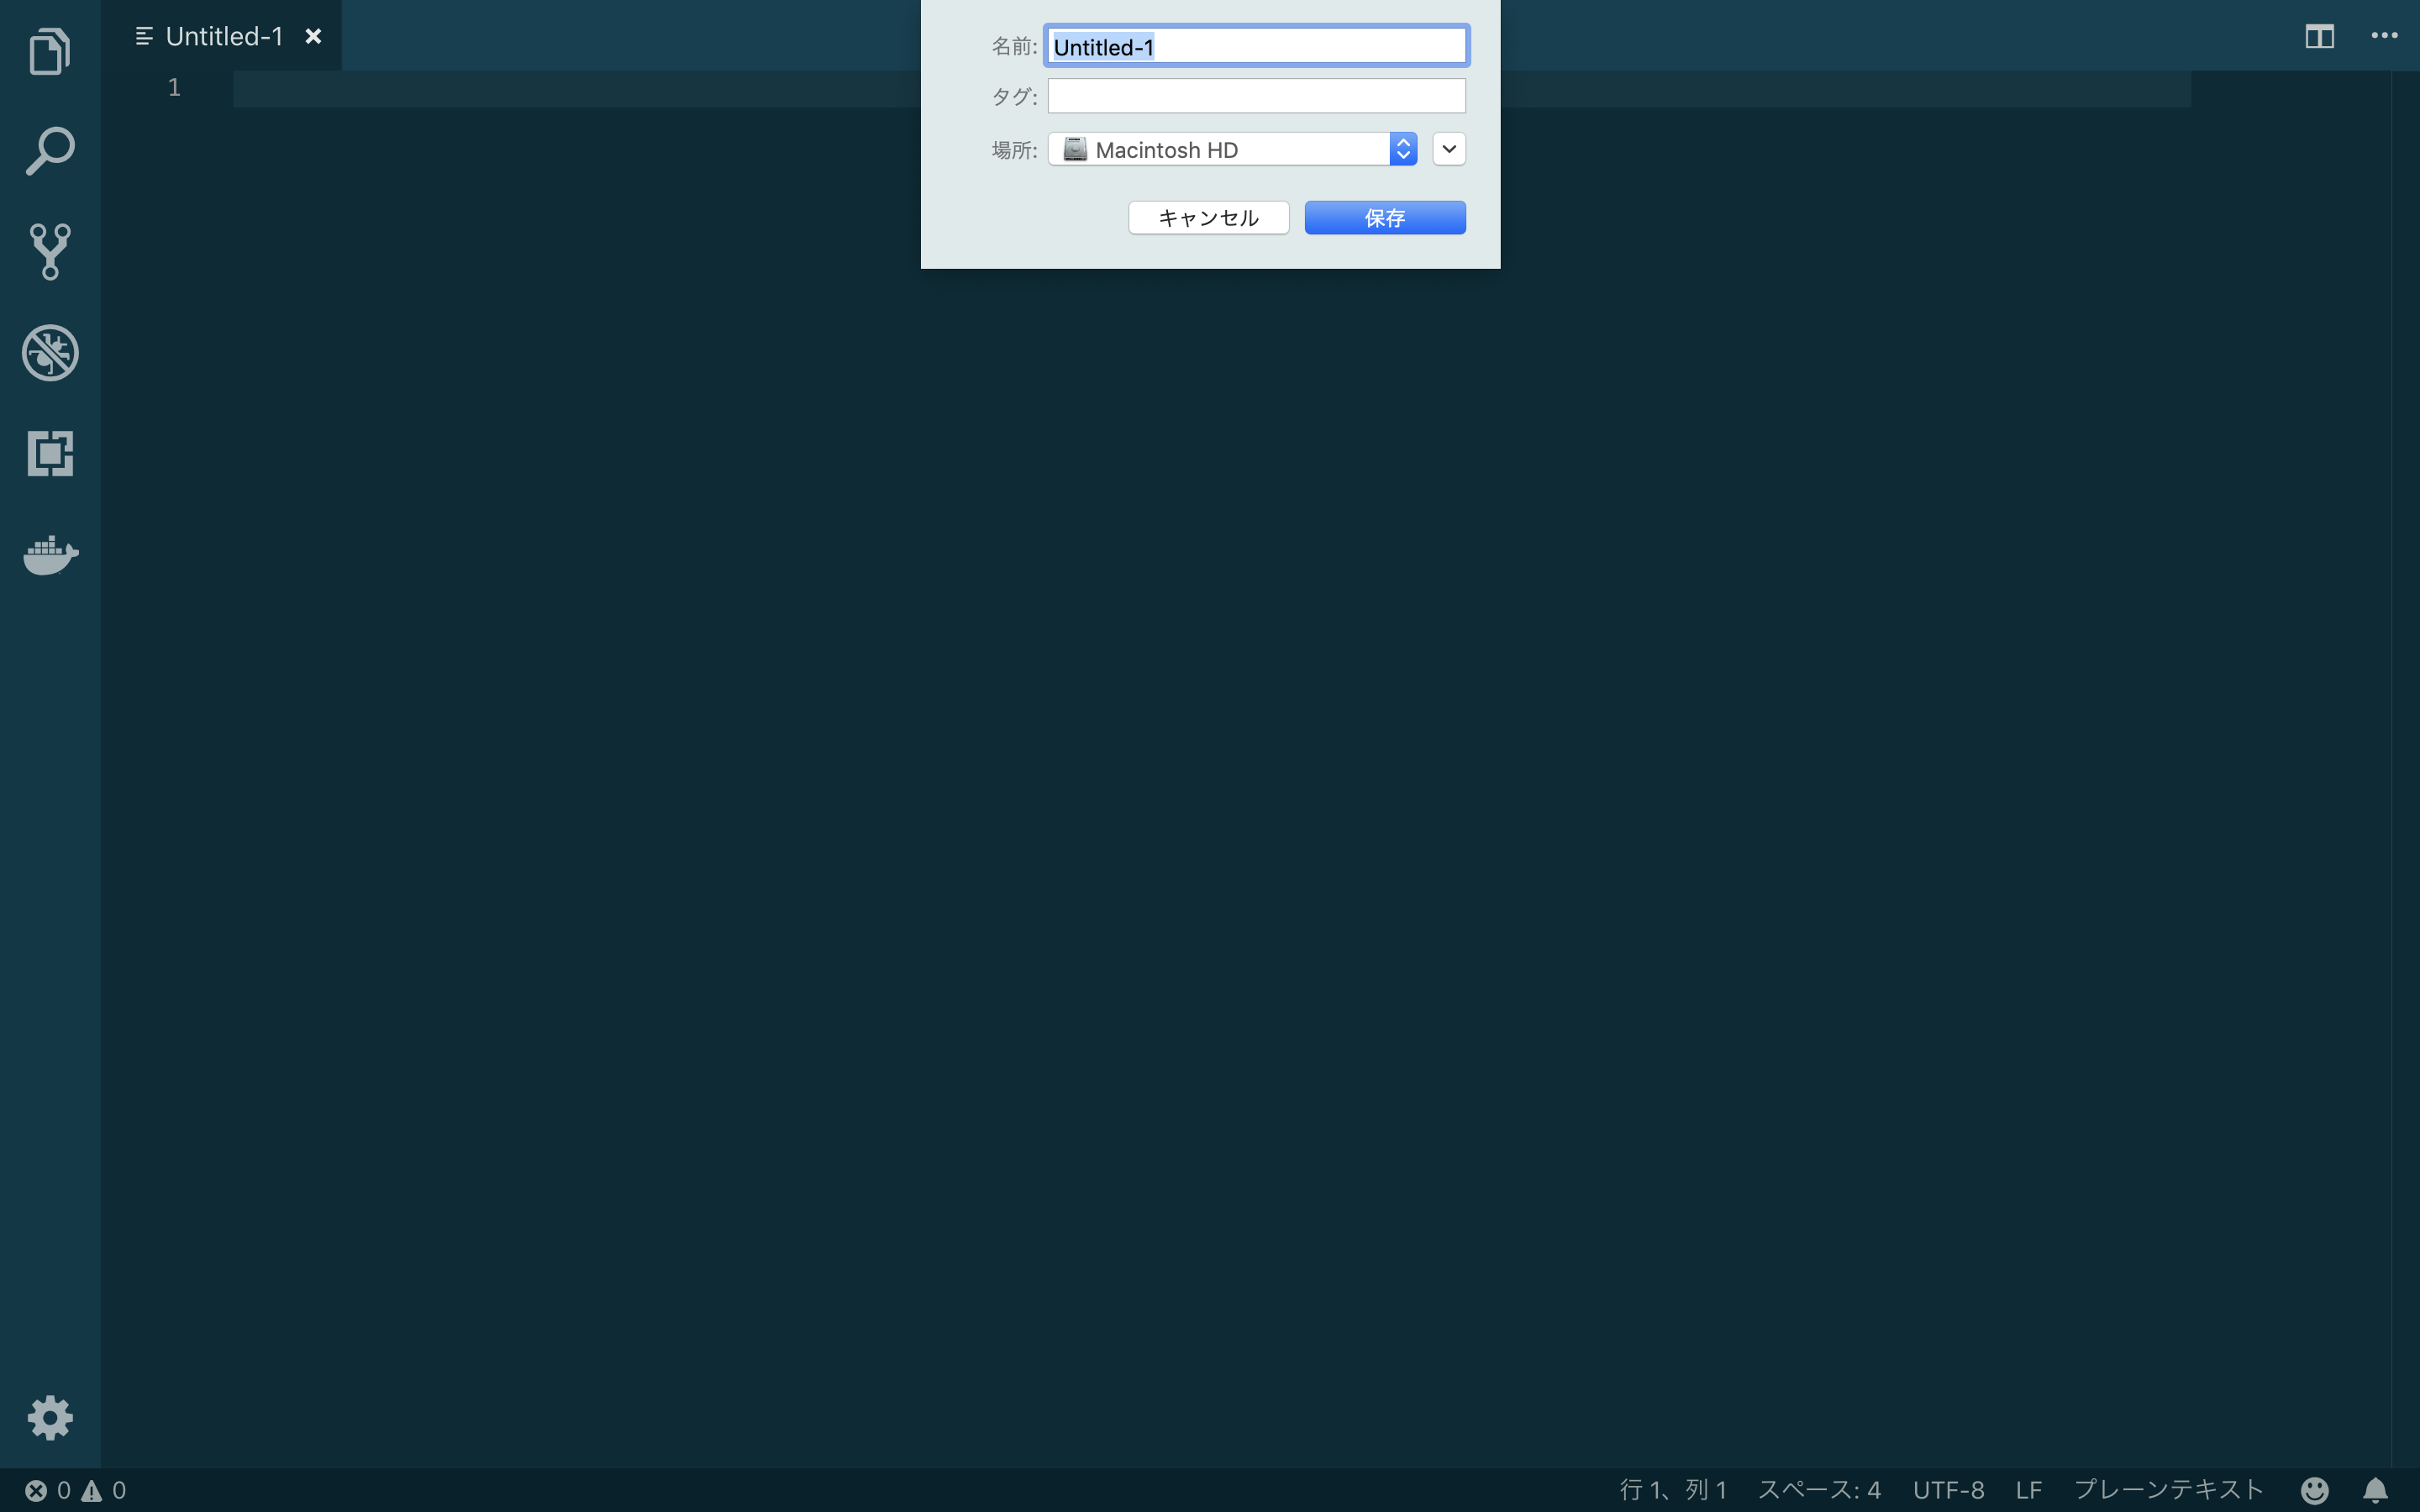 Untitled-1
1
名前: Untitled-1
タグ:
場所: Macintosh HD
キャンセル 保存
0 0 行 1、列 1 スペース: 4 UTF-8 LF プレーンテキスト